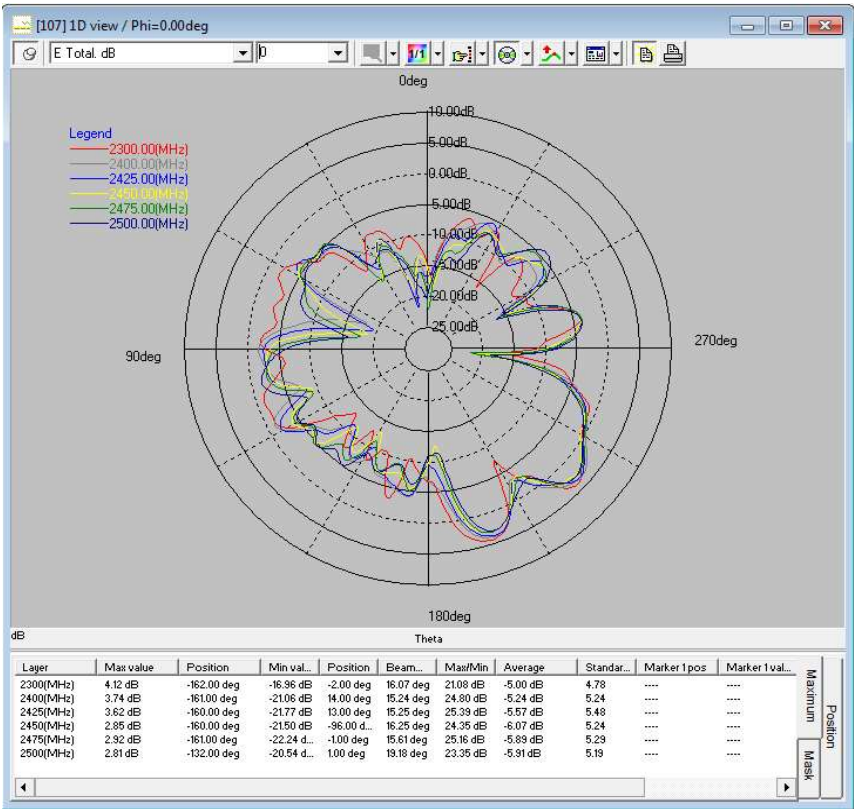 [107] 1D view / Phi=0.00deg
E Total. dB
0
1/1
0deg
10.00dB
5.00dB
0.00dB
5.00dB
10.00dB
5.00dB
-20.00dB
25.00dB
Legend
2300.00(MHz)
2400.00(MHz)
2425.00(MHz)
2450.00(MHz)
2475.00(MHz)
2500.00(MHz)
90deg
270deg
180deg
dB
Theta
Layer Max value Position Min val... Position Beam... Max/Min Average Standar... Marker 1 pos Marker 1 val...
2300(MHz) 4.12 dB -162.00 deg -16.96 dB -2.00 deg 16.07 deg 21.08 dB -5.00 dB 4.78 ---- ----
2400(MHz) 3.74 dB -161.00 deg -21.06 dB 14.00 deg 15.24 deg 24.80 dB -5.24 dB 5.24 ---- ----
2425(MHz) 3.62 dB -160.00 deg -21.77 dB 13.00 deg 15.25 deg 25.39 dB -5.57 dB 5.48 ---- ----
2450(MHz) 2.85 dB -160.00 deg -21.50 dB -96.00 d... 16.25 deg 24.35 dB -6.07 dB 5.24 ---- ----
2475(MHz) 2.92 dB -161.00 deg -22.24 d... -1.00 deg 15.61 deg 25.16 dB -5.89 dB 5.29 ---- ----
2500(MHz) 2.81 dB -132.00 deg -20.54 d... 1.00 deg 19.18 deg 23.35 dB -5.91 dB 5.19 ---- ----
Maximum
Mask
Position